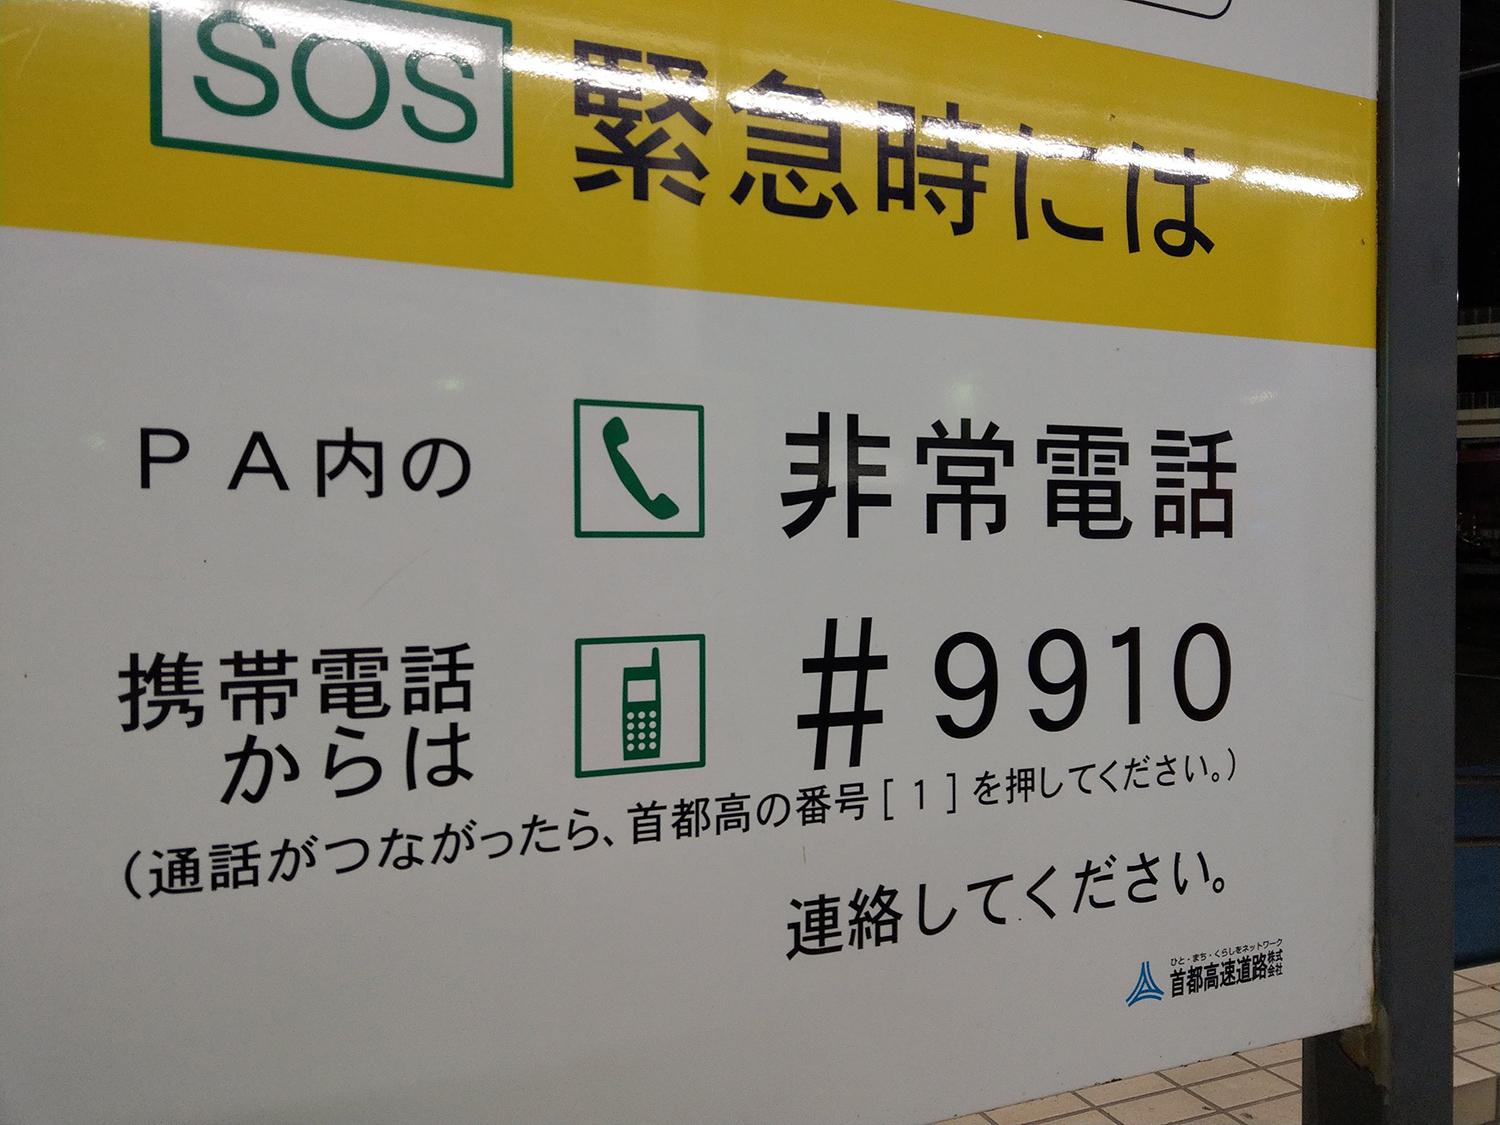 SOS 緊急時には
ＰＡ内の 非常電話
携帯電話からは #9910
(通話がつながったら、首都高の番号[1]を押してください。)
連絡してください。
ひと・まち・くらしをネットワーク
首都高速道路株式会社